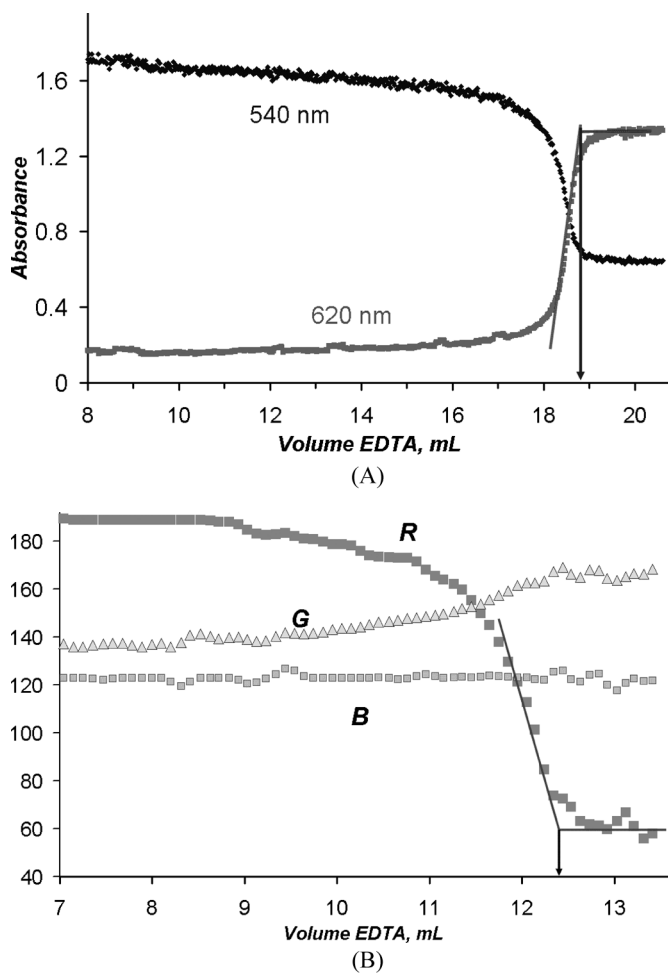 1.6
540 nm
1.2
Absorbance
0.8
0.4
620 nm
0
8 10 12 14 16 18 20
Volume EDTA, mL
(A)
180
R
160
G
140
120
B
100
80
60
40
7 8 9 10 11 12 13
Volume EDTA, mL
(B)